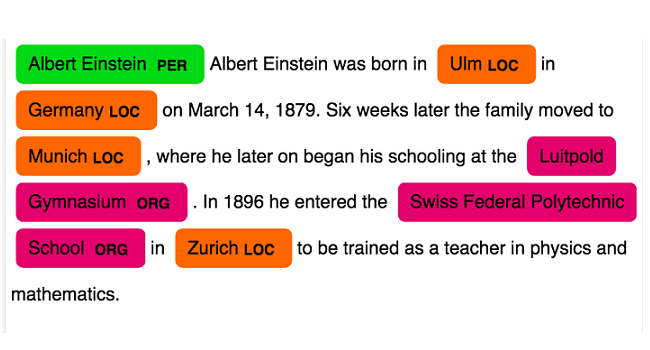 Albert Einstein PER Albert Einstein was born in Ulm LOC in
Germany LOC on March 14, 1879. Six weeks later the family moved to
Munich LOC , where he later on began his schooling at the Luitpold
Gymnasium ORG . In 1896 he entered the Swiss Federal Polytechnic
School ORG in Zurich LOC to be trained as a teacher in physics and
mathematics.